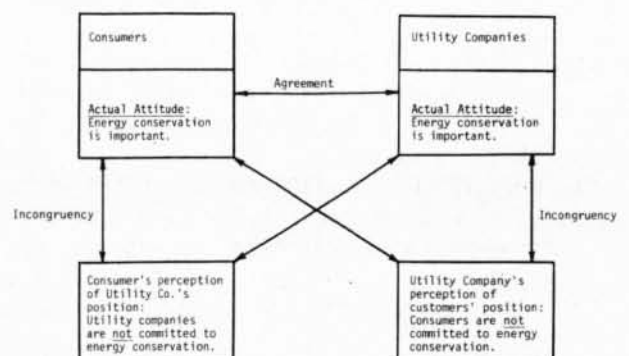 Consumers
Utility Companies
Agreement
Actual Attitude:
Energy conservation
is important.
Actual Attitude:
Energy conservation
is important.
Incongruency
Incongruency
Consumer's perception
of Utility Co.'s
position:
Utility companies
are not committed to
energy conservation.
Utility Company's
perception of
customers' position:
Consumers are not
committed to energy
conservation.